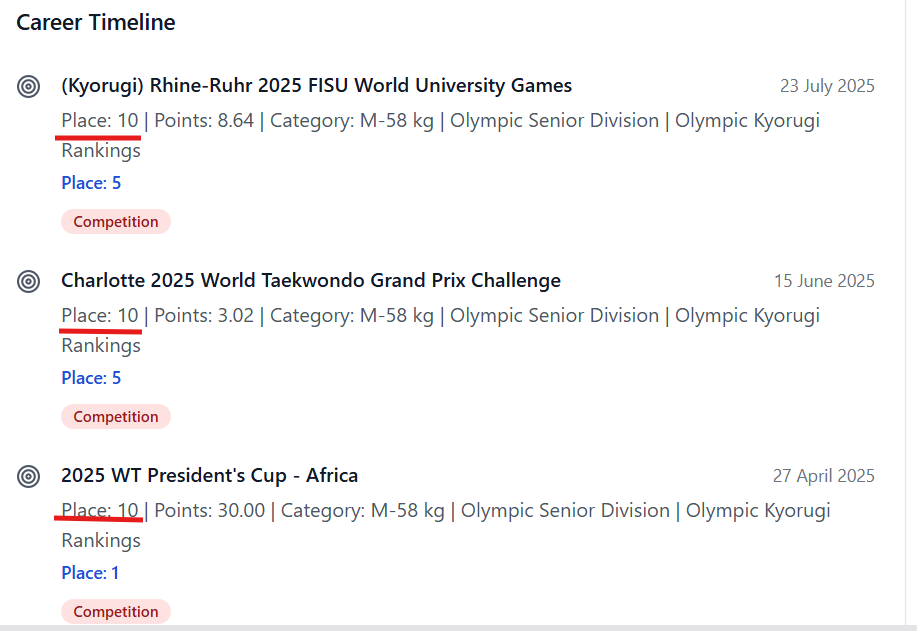 Career Timeline
(Kyorugi) Rhine-Ruhr 2025 FISU World University Games
23 July 2025
Place: 10 | Points: 8.64 | Category: M-58 kg | Olympic Senior Division | Olympic Kyorugi
Rankings
Place: 5
Competition
Charlotte 2025 World Taekwondo Grand Prix Challenge
15 June 2025
Place: 10 | Points: 3.02 | Category: M-58 kg | Olympic Senior Division | Olympic Kyorugi
Rankings
Place: 5
Competition
2025 WT President's Cup - Africa
27 April 2025
Place: 10 | Points: 30.00 | Category: M-58 kg | Olympic Senior Division | Olympic Kyorugi
Rankings
Place: 1
Competition